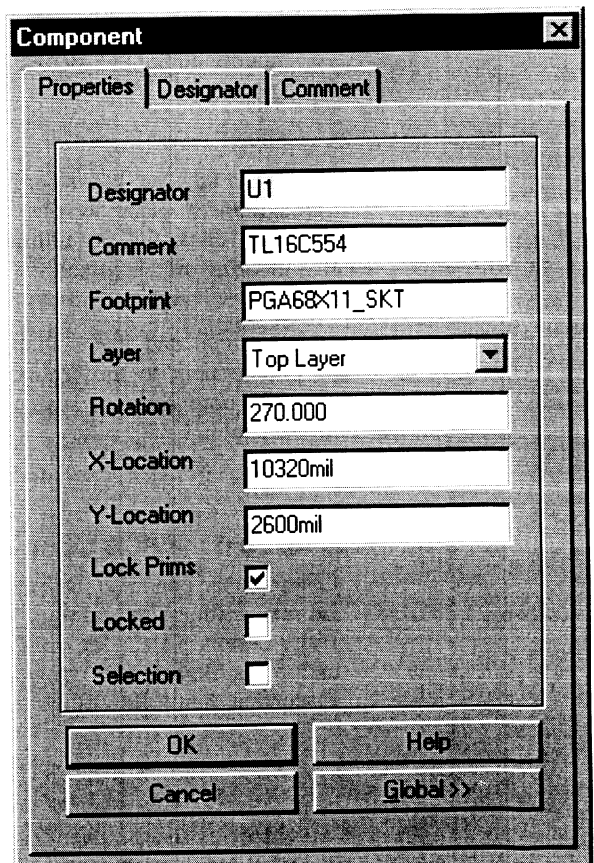 Component
Properties Designator Comment
Designator U1
Comment TL16C554
Footprint PGA68X11_SKT
Layer Top Layer
Rotation 270.000
X-Location 10320mil
Y-Location 2600mil
Lock Prims
Locked
Selection
OK Help
Cancel Global >>